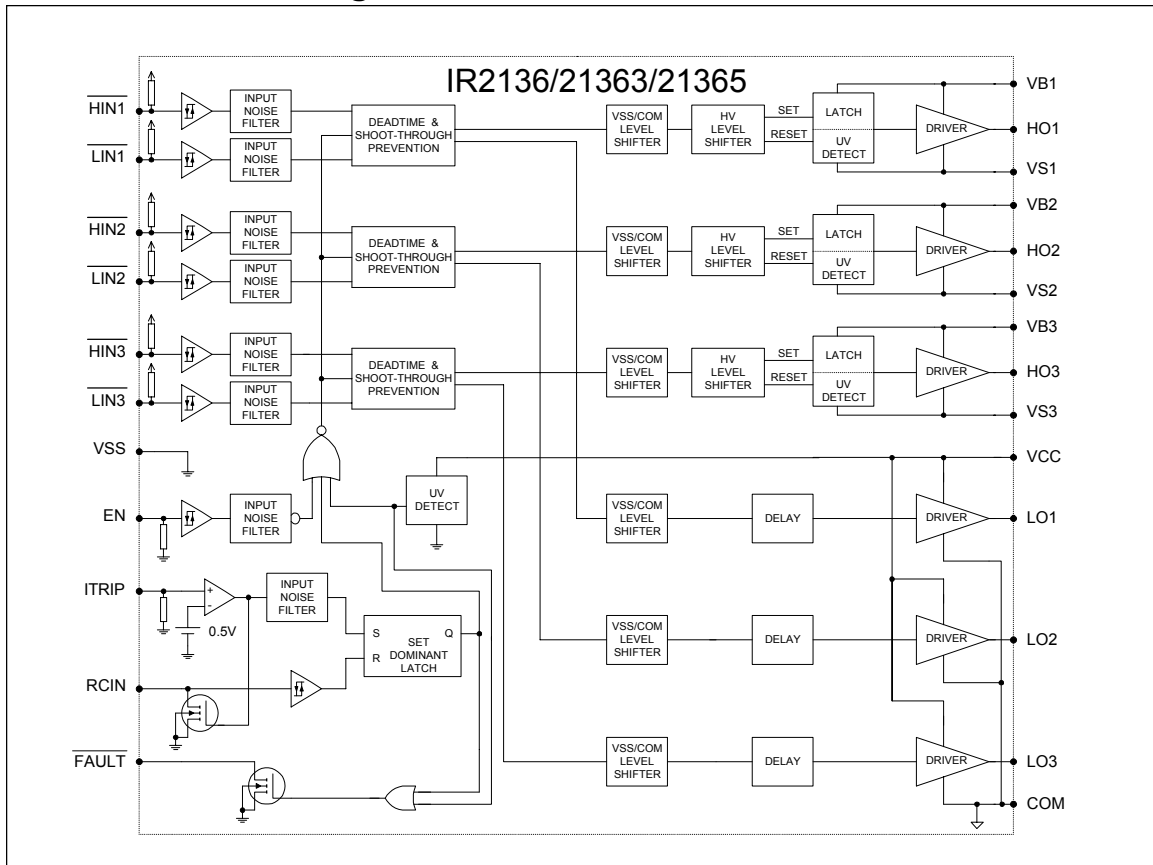 IR2136/21363/21365
HIN1
INPUT
NOISE
FILTER
LIN1
INPUT
NOISE
FILTER
DEADTIME &
SHOOT-THROUGH
PREVENTION
VSS/COM
LEVEL
SHIFTER
HV
LEVEL
SHIFTER
SET
RESET
LATCH
UV
DETECT
DRIVER
VB1
HO1
VS1
HIN2
INPUT
NOISE
FILTER
LIN2
INPUT
NOISE
FILTER
DEADTIME &
SHOOT-THROUGH
PREVENTION
VSS/COM
LEVEL
SHIFTER
HV
LEVEL
SHIFTER
SET
RESET
LATCH
UV
DETECT
DRIVER
VB2
HO2
VS2
HIN3
INPUT
NOISE
FILTER
LIN3
INPUT
NOISE
FILTER
DEADTIME &
SHOOT-THROUGH
PREVENTION
VSS/COM
LEVEL
SHIFTER
HV
LEVEL
SHIFTER
SET
RESET
LATCH
UV
DETECT
DRIVER
VB3
HO3
VS3
VSS
VCC
EN
INPUT
NOISE
FILTER
UV
DETECT
VSS/COM
LEVEL
SHIFTER
DELAY
DRIVER
LO1
ITRIP
+
-
0.5V
INPUT
NOISE
FILTER
S
R
Q
SET
DOMINANT
LATCH
VSS/COM
LEVEL
SHIFTER
DELAY
DRIVER
LO2
RCIN
FAULT
VSS/COM
LEVEL
SHIFTER
DELAY
DRIVER
LO3
COM